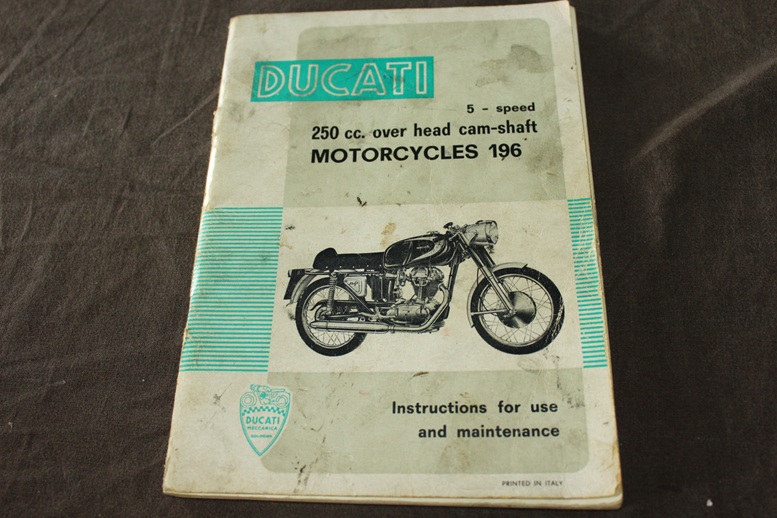 DUCATI
5 - speed
250 cc. over head cam-shaft
MOTORCYCLES 196
Instructions for use
and maintenance
DUCATI
MECCANICA
BOLOGNA
PRINTED IN ITALY